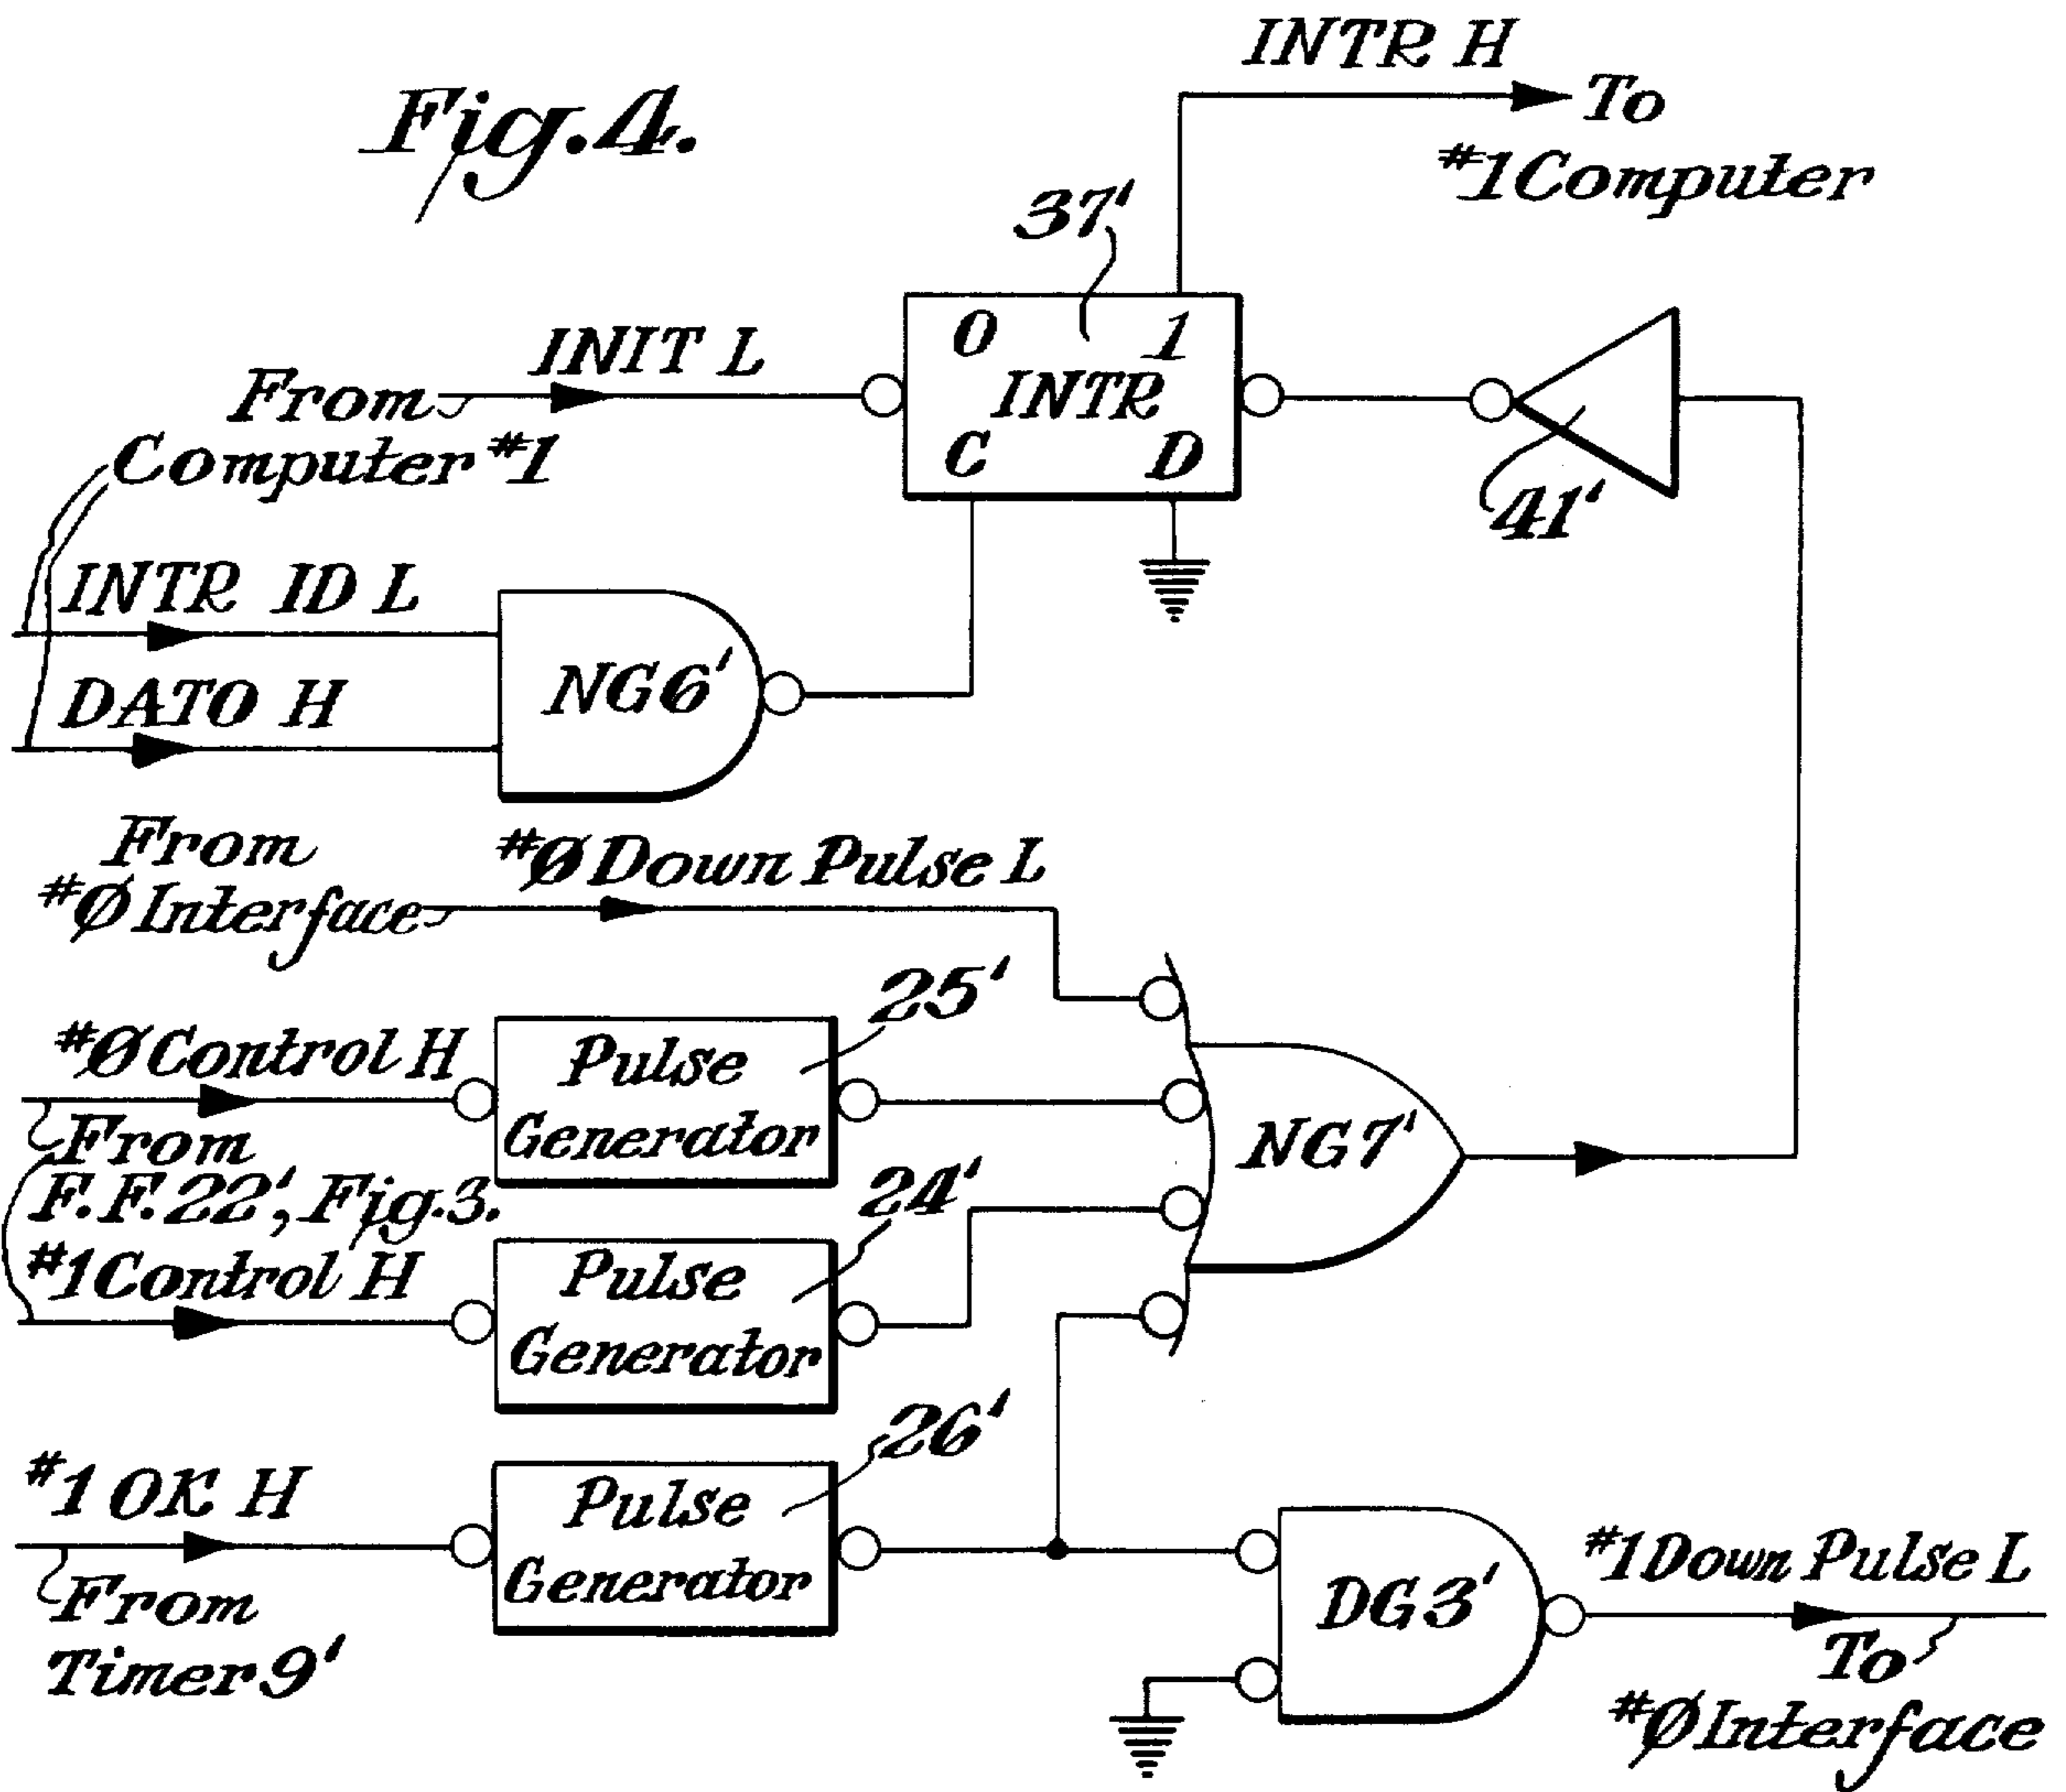 Fig. 4.
INTR H
To
#1 Computer
37'
0 1
INTR
C D
INIT L
From
Computer #1
41'
INTR ID L
NG6'
DATO H
From
#Ø Interface
#Ø Down Pulse L
25'
#Ø Control H
Pulse
Generator
From
F.F. 22', Fig. 3.
NG7'
24'
#1 Control H
Pulse
Generator
26'
#1 OK H
Pulse
Generator
From
Timer 9'
DG3'
#1 Down Pulse L
To
#Ø Interface